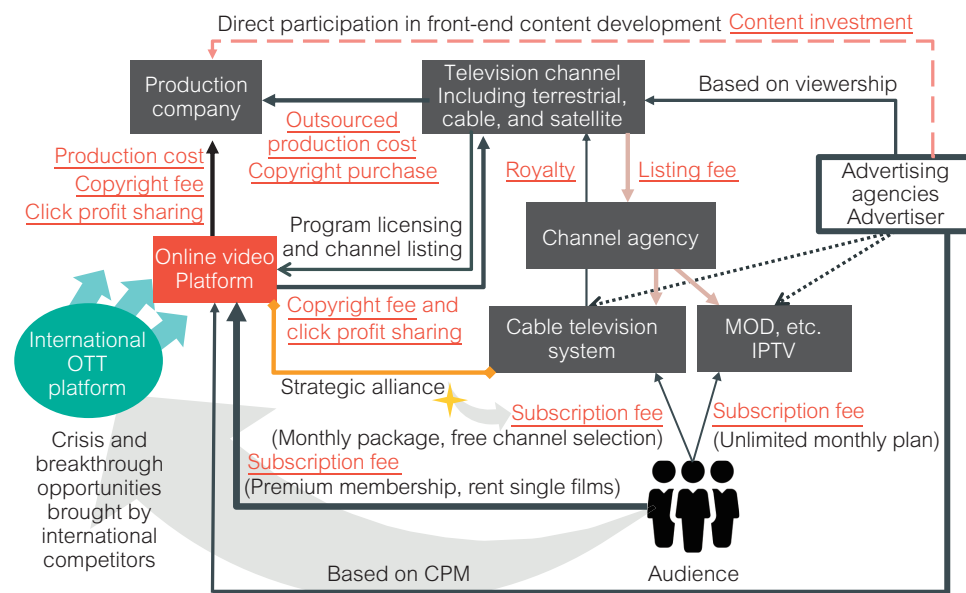 Direct participation in front-end content development Content investment
Production
company
Television channel
Including terrestrial,
cable, and satellite
Based on viewership
Outsourced
production cost
Copyright purchase
Production cost
Copyright fee
Click profit sharing
Royalty
Listing fee
Advertising
agencies
Advertiser
Program licensing
and channel listing
Channel agency
Online video
Platform
Copyright fee and
click profit sharing
Cable television
system
MOD, etc.
IPTV
International
OTT
platform
Strategic alliance
Subscription fee
(Monthly package, free channel selection)
Subscription fee
(Unlimited monthly plan)
Crisis and
breakthrough
opportunities
brought by
international
competitors
Subscription fee
(Premium membership, rent single films)
Based on CPM
Audience